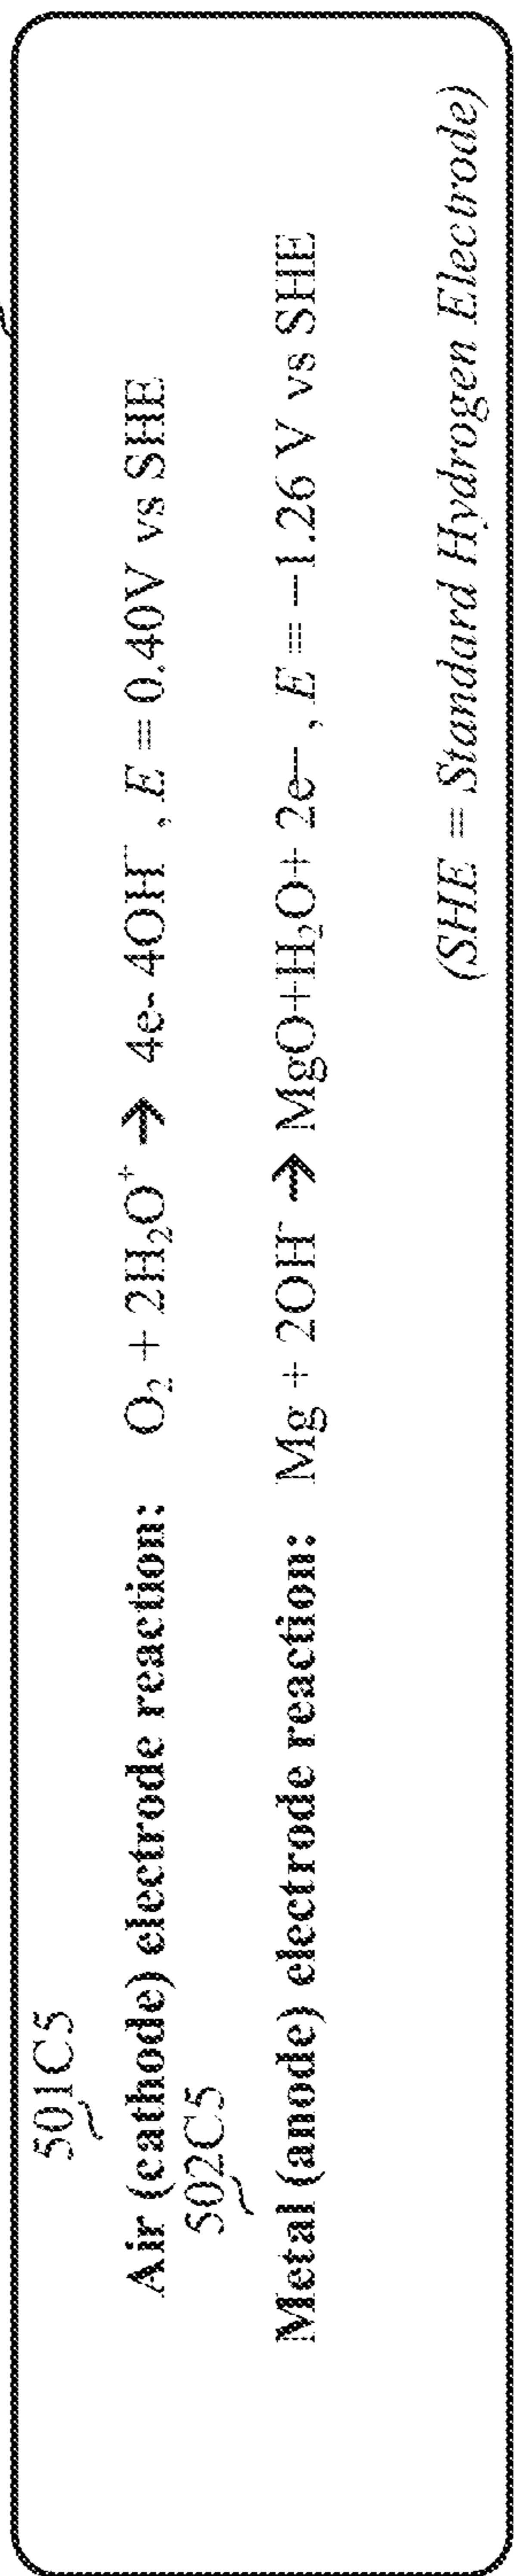 501C5
Air (cathode) electrode reaction: O₂ + 2H₂O⁺ → 4e- 4OH⁻ , E = 0.40V vs SHE
502C5
Metal (anode) electrode reaction: Mg + 2OH⁻ → MgO+H₂O+ 2e− , E = −1.26 V vs SHE
(SHE = Standard Hydrogen Electrode)